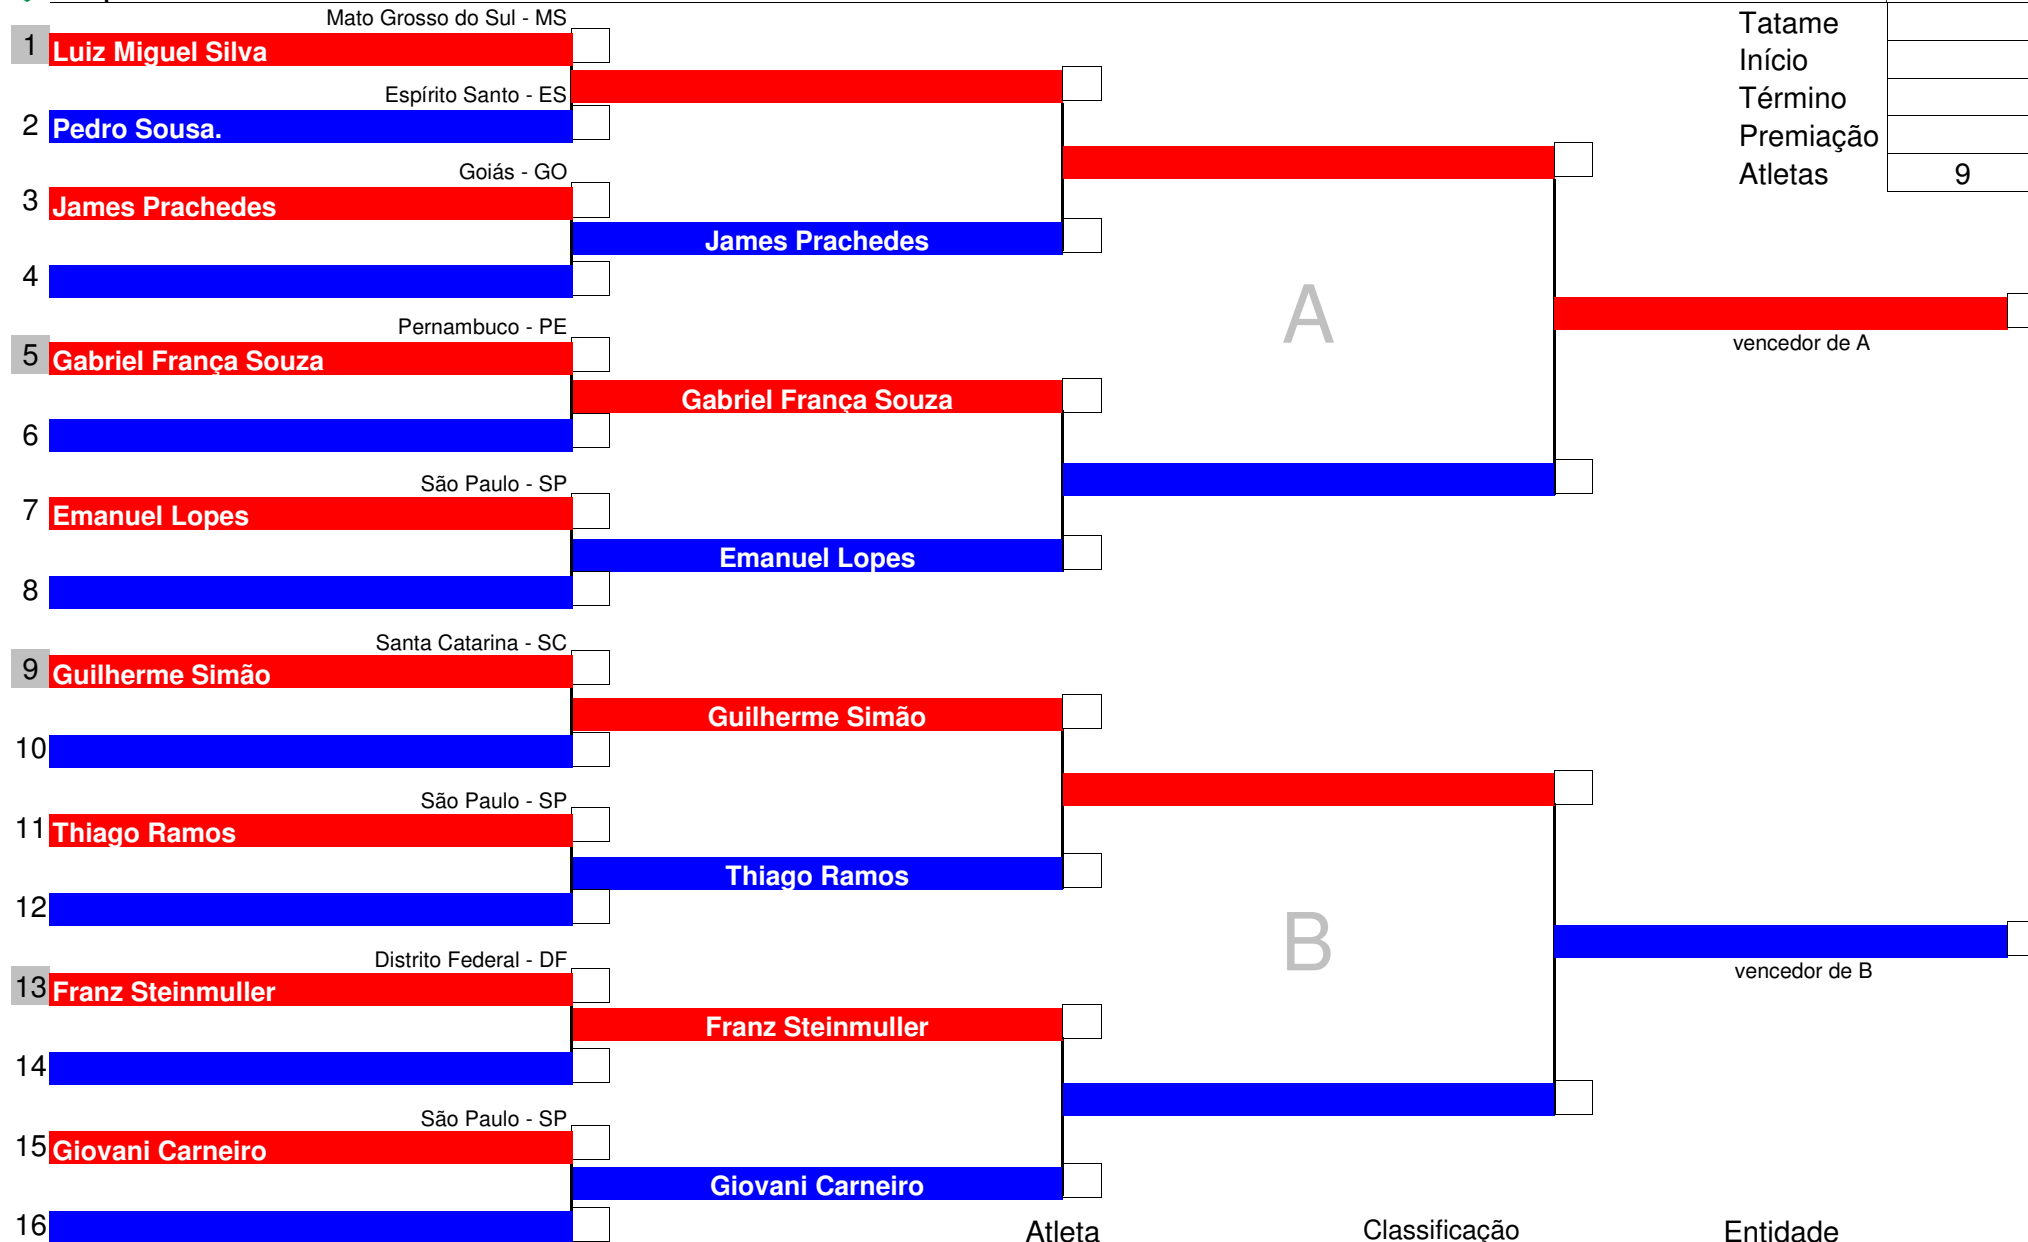 Mato Grosso do Sul - MS
1 Luiz Miguel Silva
Espírito Santo - ES
2 Pedro Sousa.
Goiás - GO
3 James Prachedes
James Prachedes
4
Pernambuco - PE
5 Gabriel França Souza
Gabriel França Souza
6
São Paulo - SP
7 Emanuel Lopes
Emanuel Lopes
8
Santa Catarina - SC
9 Guilherme Simão
Guilherme Simão
10
São Paulo - SP
11 Thiago Ramos
Thiago Ramos
12
Distrito Federal - DF
13 Franz Steinmuller
Franz Steinmuller
14
São Paulo - SP
15 Giovani Carneiro
Giovani Carneiro
16
A
B
vencedor de A
vencedor de B
Tatame
Início
Término
Premiação
Atletas 9
Atleta Classificação Entidade